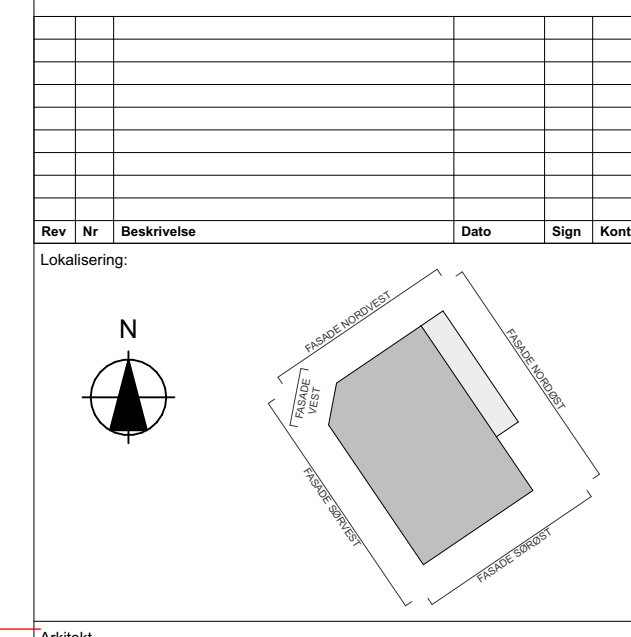 Rev Nr Beskrivelse Dato Sign Kont
Lokalisering:
N
FASADE NORDVEST
FASADE NORDØST
FASADE
VEST
FASADE SØRVEST
FASADE SØRØST
Arkitekt